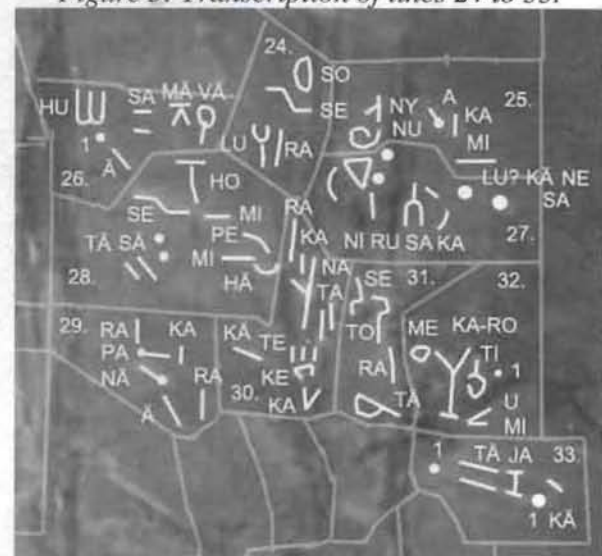 Figure 3. Transcription of lines 24 to 33.
24.
SO
SE
LU RA
HU SA MĀ VĀ
1
Ā
26.
HO
25.
NY A
NU KA
MI
LU? KĀ NE
SA
NI RU SA KA
27.
SE MI
TĀ SĀ PE
MI
HĀ
28.
RA
KA
NA
TA
TE
KĀ KE
KA
30.
29.
RA KA
PA
NĀ RA
Ā
31.
SE
TO
RA
TĀ
32.
ME KA-RO
TI
1
U
MI
33.
1 TĀ JA
1 KĀ